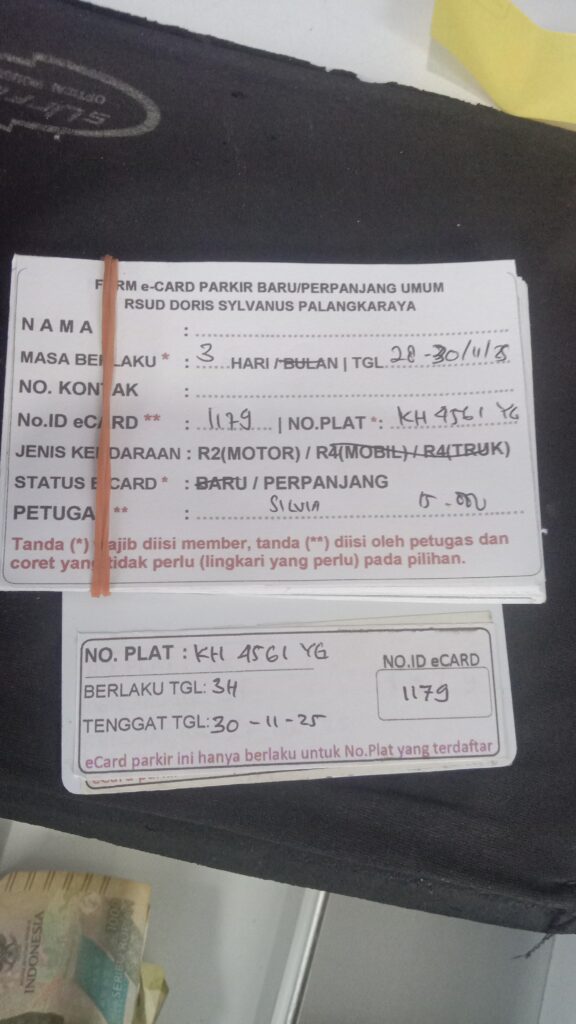 FORM e-CARD PARKIR BARU/PERPANJANG UMUM
RSUD DORIS SYLVANUS PALANGKARAYA
NAMA :
MASA BERLAKU * : 3 HARI / BULAN | TGL 28-30/11/25
NO. KONTAK :
No.ID eCARD ** : 1179 | NO.PLAT *: KH 4561 YG
JENIS KENDARAAN : R2(MOTOR) / R4(MOBIL) / R4(TRUK)
STATUS ECARD * : BARU / PERPANJANG
PETUGAS ** : SILVIA
Tanda (*) wajib diisi member, tanda (**) diisi oleh petugas dan
coret yang tidak perlu (lingkari yang perlu) pada pilihan.
NO. PLAT : KH 4561 YG
NO.ID eCARD
BERLAKU TGL: 34
1179
TENGGAT TGL: 30-11-25
eCard parkir ini hanya berlaku untuk No.Plat yang terdaftar
INDONESIA